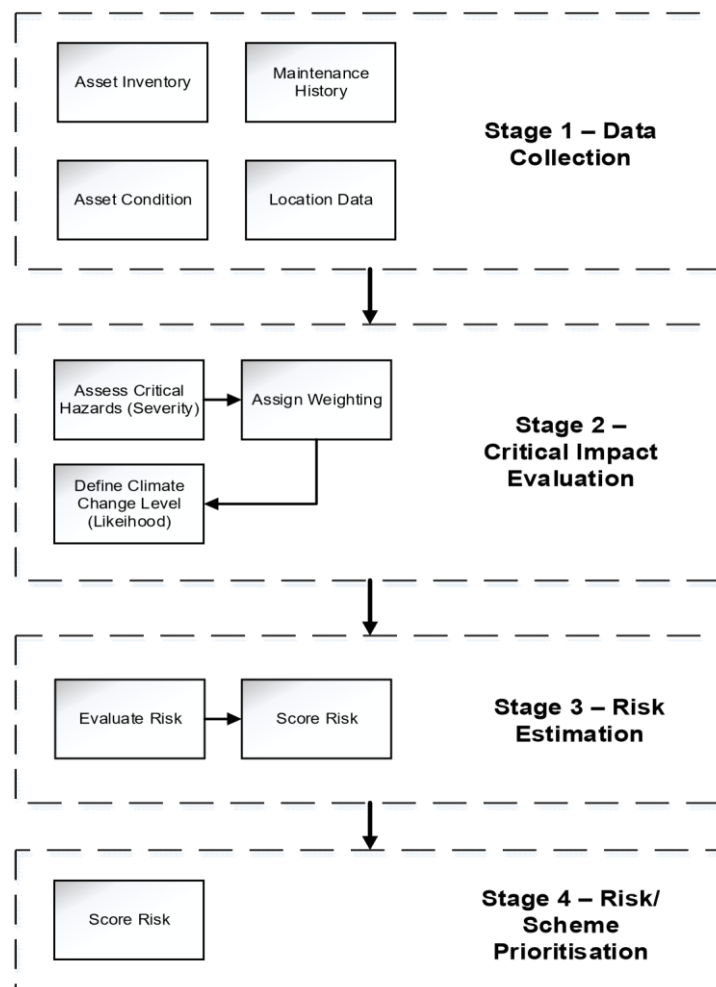 Asset Inventory
Maintenance
History
Stage 1 – Data
Collection
Asset Condition
Location Data
Assess Critical
Hazards (Severity)
Assign Weighting
Stage 2 –
Critical Impact
Evaluation
Define Climate
Change Level
(Likeihood)
Evaluate Risk
Score Risk
Stage 3 – Risk
Estimation
Score Risk
Stage 4 – Risk/
Scheme
Prioritisation